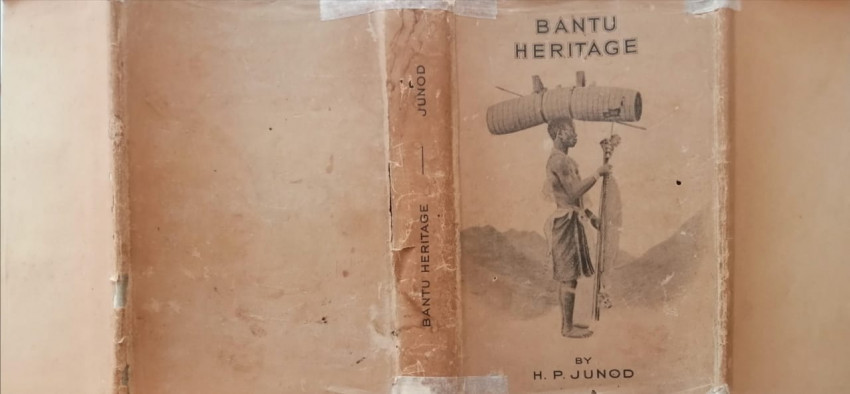 BANTU
HERITAGE
BY
H. P. JUNOD
BANTU HERITAGE — JUNOD